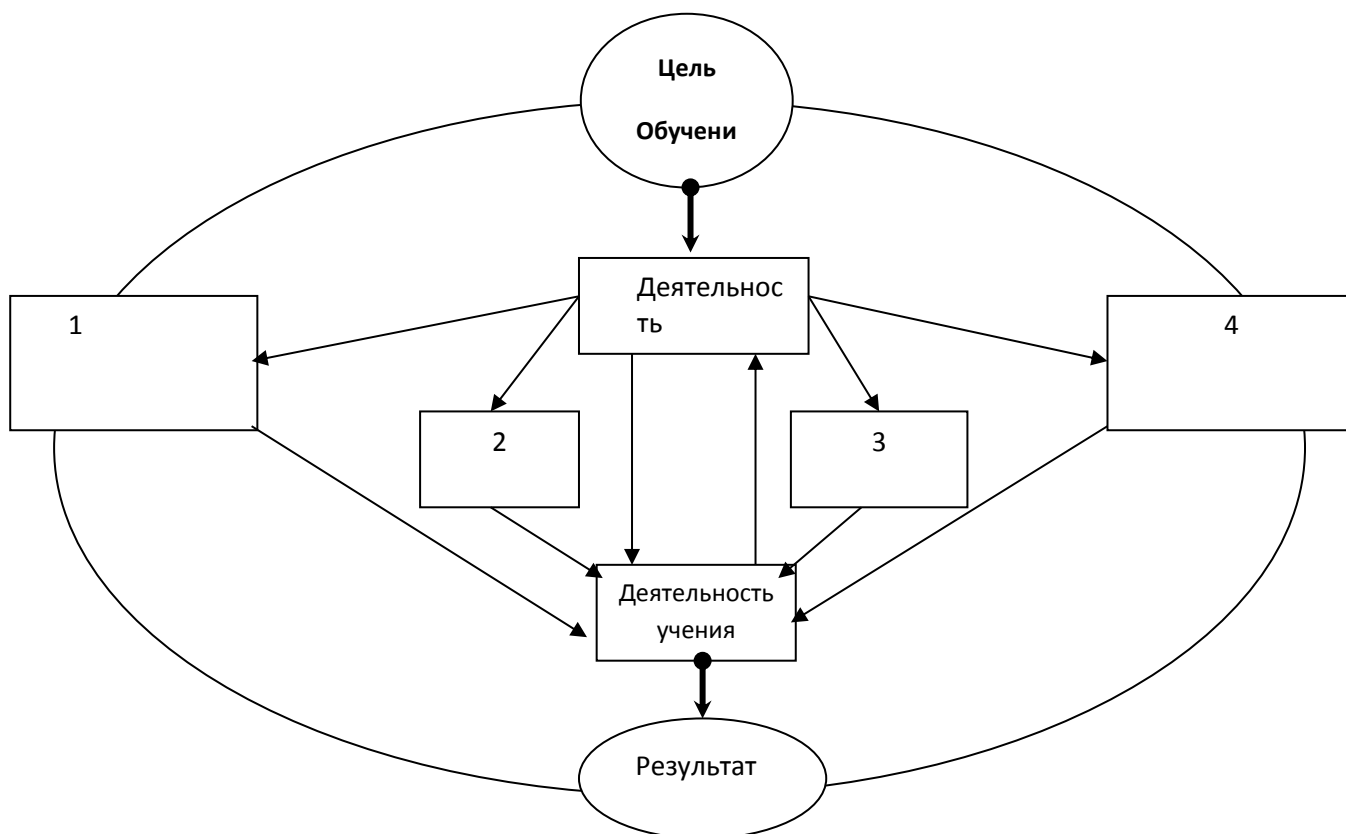 Цель
Обучени
Деятельнос
ть
1
4
2
3
Деятельность
учения
Результат